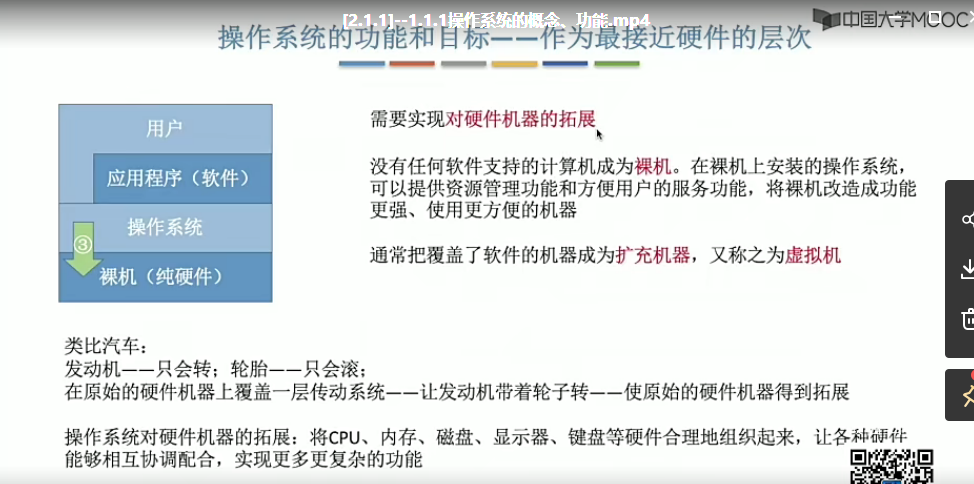 [2.1.1]--1.1.1操作系统的概念、功能.mp4
中国大学MOOC
操作系统的功能和目标——作为最接近硬件的层次
用户
应用程序（软件）
操作系统
③
裸机（纯硬件）
需要实现对硬件机器的拓展
没有任何软件支持的计算机成为裸机。在裸机上安装的操作系统，
可以提供资源管理功能和方便用户的服务功能，将裸机改造成功能
更强、使用更方便的机器
通常把覆盖了软件的机器成为扩充机器，又称之为虚拟机
类比汽车：
发动机——只会转；轮胎——只会滚；
在原始的硬件机器上覆盖一层传动系统——让发动机带着轮子转——使原始的硬件机器得到拓展
操作系统对硬件机器的拓展：将CPU、内存、磁盘、显示器、键盘等硬件合理地组织起来，让各种硬件
能够相互协调配合，实现更多更复杂的功能